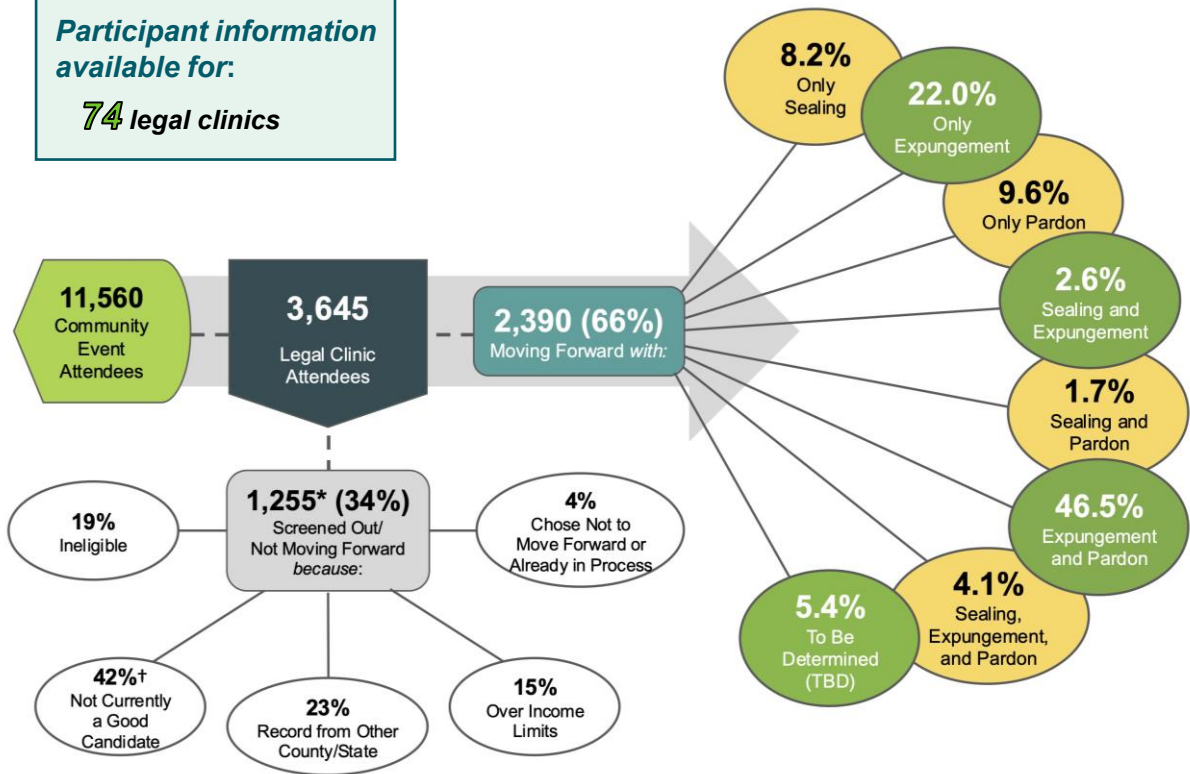 Participant information
available for:
74 legal clinics
11,560
Community
Event
Attendees
3,645
Legal Clinic
Attendees
2,390 (66%)
Moving Forward with:
8.2%
Only
Sealing
22.0%
Only
Expungement
9.6%
Only Pardon
2.6%
Sealing and
Expungement
1.7%
Sealing and
Pardon
46.5%
Expungement
and Pardon
4.1%
Sealing,
Expungement,
and Pardon
5.4%
To Be
Determined
(TBD)
1,255* (34%)
Screened Out/
Not Moving Forward
because:
19%
Ineligible
4%
Chose Not to
Move Forward or
Already in Process
42%†
Not Currently
a Good
Candidate
23%
Record from Other
County/State
15%
Over Income
Limits